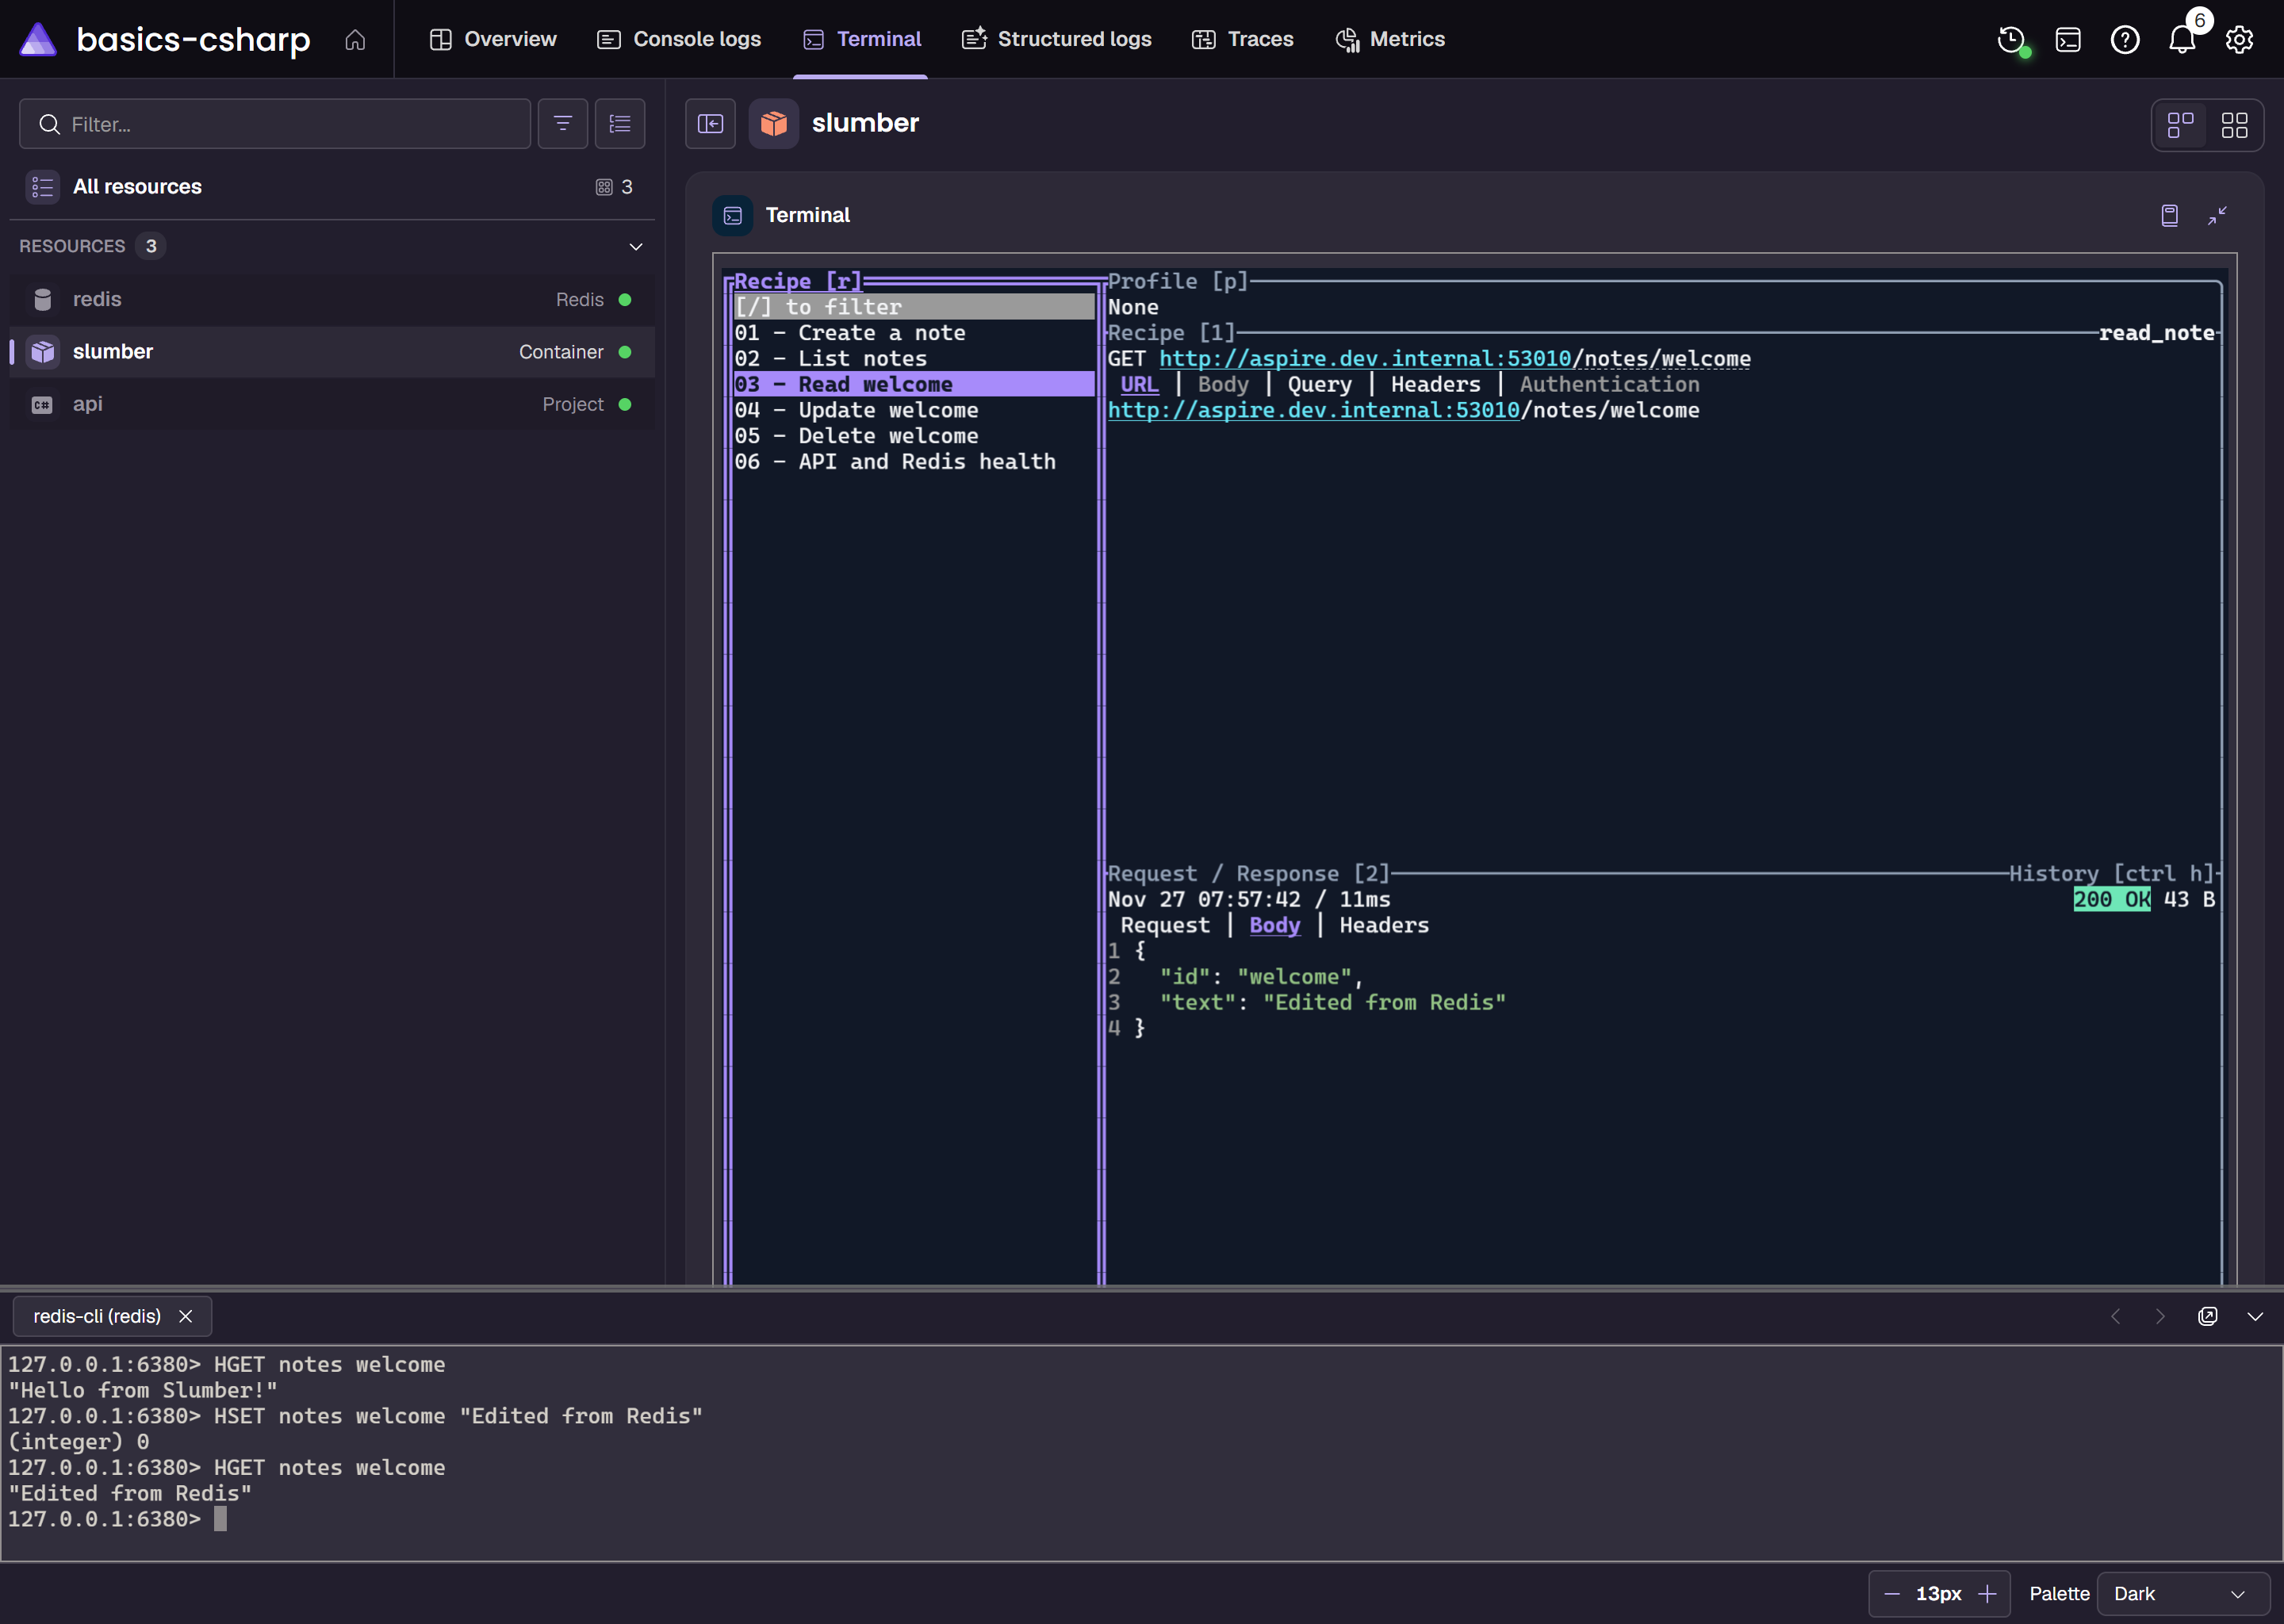 basics-csharp
Overview
Console logs
Terminal
Structured logs
Traces
Metrics
6
Filter...
All resources
3
RESOURCES 3
redis Redis
slumber Container
C# api Project
slumber
Terminal
Recipe [r]
[/] to filter
01 - Create a note
02 - List notes
03 - Read welcome
04 - Update welcome
05 - Delete welcome
06 - API and Redis health
Profile [p]
None
Recipe [1] read_note
GET http://aspire.dev.internal:53010/notes/welcome
URL | Body | Query | Headers | Authentication
http://aspire.dev.internal:53010/notes/welcome
Request / Response [2] History [ctrl h]
Nov 27 07:57:42 / 11ms 200 OK 43 B
Request | Body | Headers
1 {
2 "id": "welcome",
3 "text": "Edited from Redis"
4 }
redis-cli (redis)
127.0.0.1:6380> HGET notes welcome
"Hello from Slumber!"
127.0.0.1:6380> HSET notes welcome "Edited from Redis"
(integer) 0
127.0.0.1:6380> HGET notes welcome
"Edited from Redis"
127.0.0.1:6380>
13px
Palette Dark